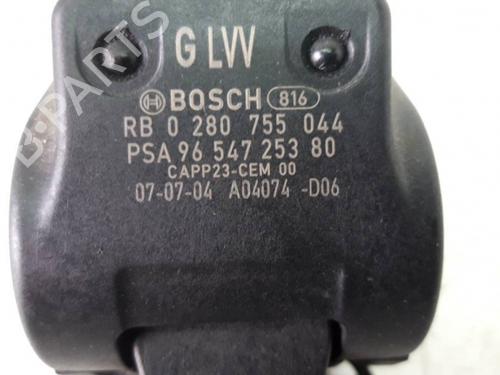 G LW
BOSCH 816
RB 0 280 755 044
PSA 96 547 253 80
CAPP23-CEM 00
07-07-04 A04074 -D06
B-PARTS